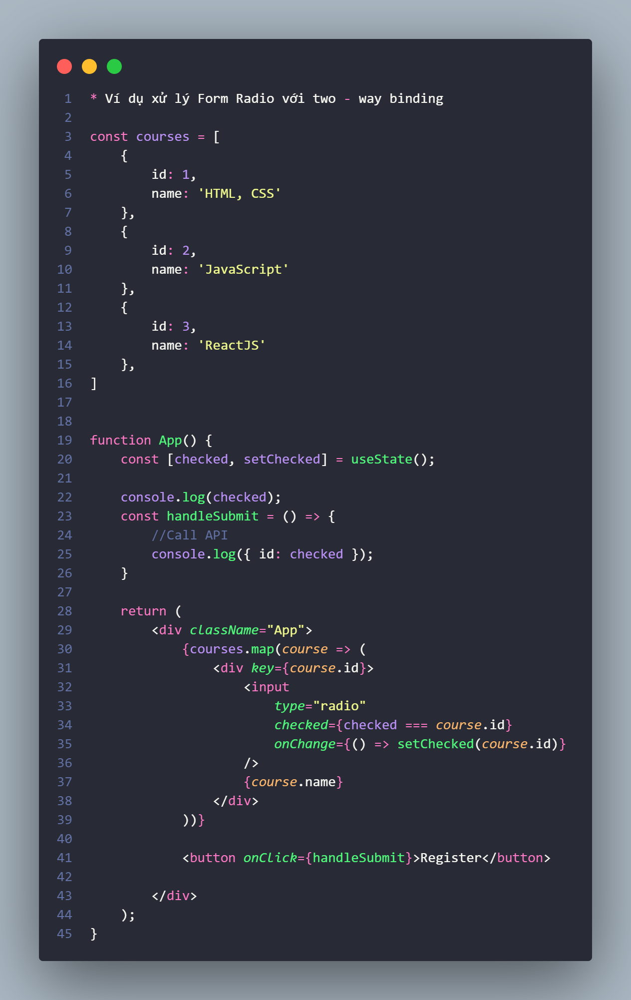 1 * Ví dụ xử lý Form Radio với two - way binding
2
3 const courses = [
4     {
5         id: 1,
6         name: 'HTML, CSS'
7     },
8     {
9         id: 2,
10         name: 'JavaScript'
11     },
12     {
13         id: 3,
14         name: 'ReactJS'
15     },
16 ]
17
18
19 function App() {
20     const [checked, setChecked] = useState();
21
22     console.log(checked);
23     const handleSubmit = () => {
24         //Call API
25         console.log({ id: checked });
26     }
27
28     return (
29         <div className="App">
30             {courses.map(course => (
31                 <div key={course.id}>
32                     <input
33                         type="radio"
34                         checked={checked === course.id}
35                         onChange={() => setChecked(course.id)}
36                     />
37                     {course.name}
38                 </div>
39             ))}
40
41             <button onClick={handleSubmit}>Register</button>
42
43         </div>
44     );
45 }